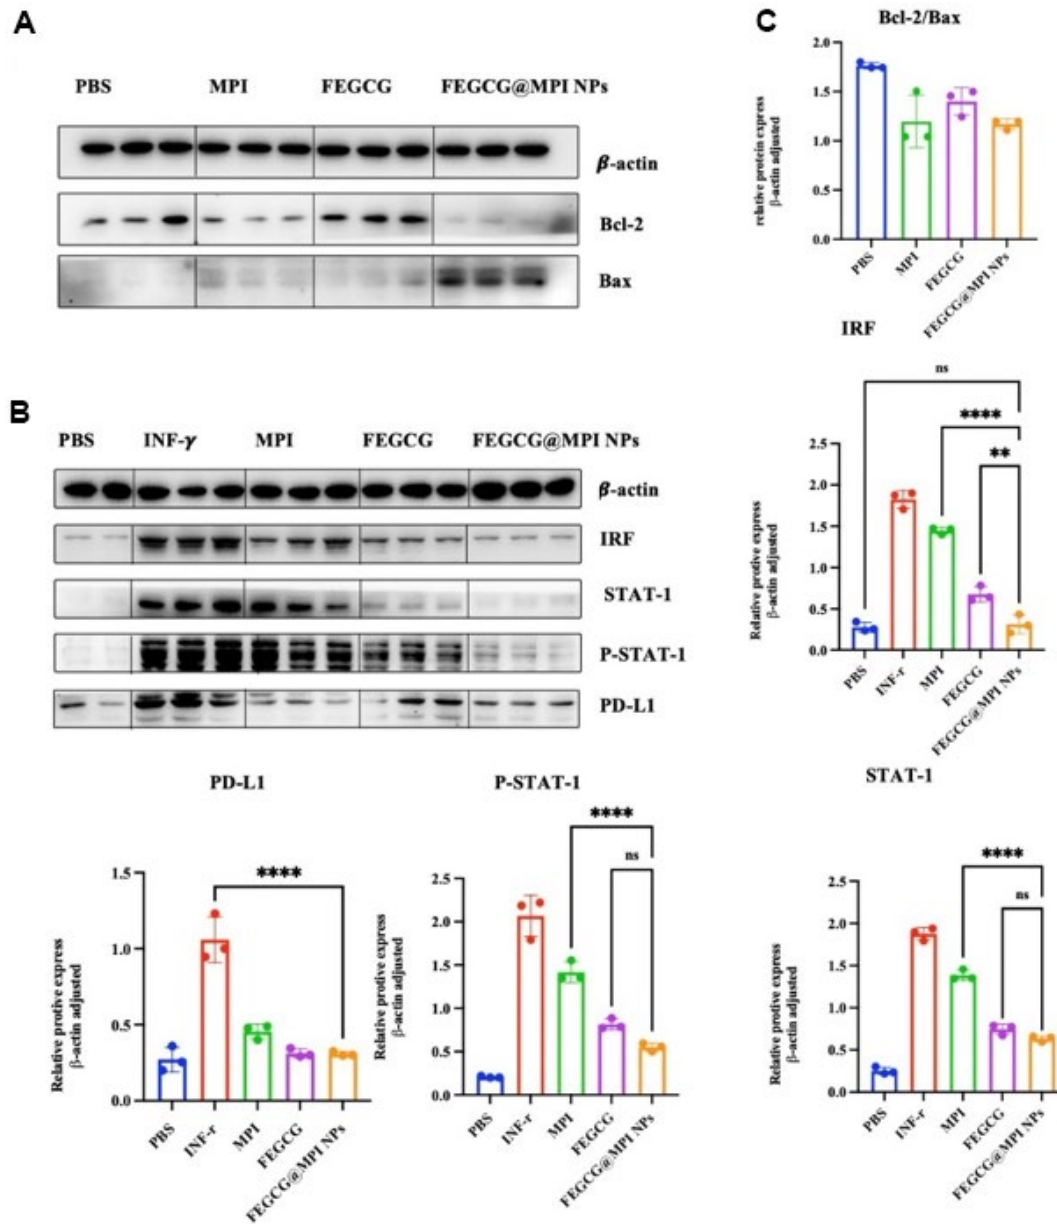 A
PBS MPI FEGCG FEGCG@MPI NPs
β-actin
Bcl-2
Bax
C
Bcl-2/Bax
relative protein express
β-actin adjusted
2.0
1.5
1.0
0.5
0.0
PBS
MPI
FEGCG
FEGCG@MPI NPs
B
PBS INF-γ MPI FEGCG FEGCG@MPI NPs
β-actin
IRF
STAT-1
P-STAT-1
PD-L1
IRF
ns
****
**
Relative protive express
β-actin adjusted
2.5
2.0
1.5
1.0
0.5
0.0
PBS
INF-r
MPI
FEGCG
FEGCG@MPI NPs
PD-L1
****
Relative protive express
β-actin adjusted
1.5
1.0
0.5
0.0
PBS
INF-r
MPI
FEGCG
FEGCG@MPI NPs
P-STAT-1
****
ns
Relative protive express
β-actin adjusted
2.5
2.0
1.5
1.0
0.5
0.0
PBS
INF-r
MPI
FEGCG
FEGCG@MPI NPs
STAT-1
****
ns
Relative protive express
β-actin adjusted
2.5
2.0
1.5
1.0
0.5
0.0
PBS
INF-r
MPI
FEGCG
FEGCG@MPI NPs